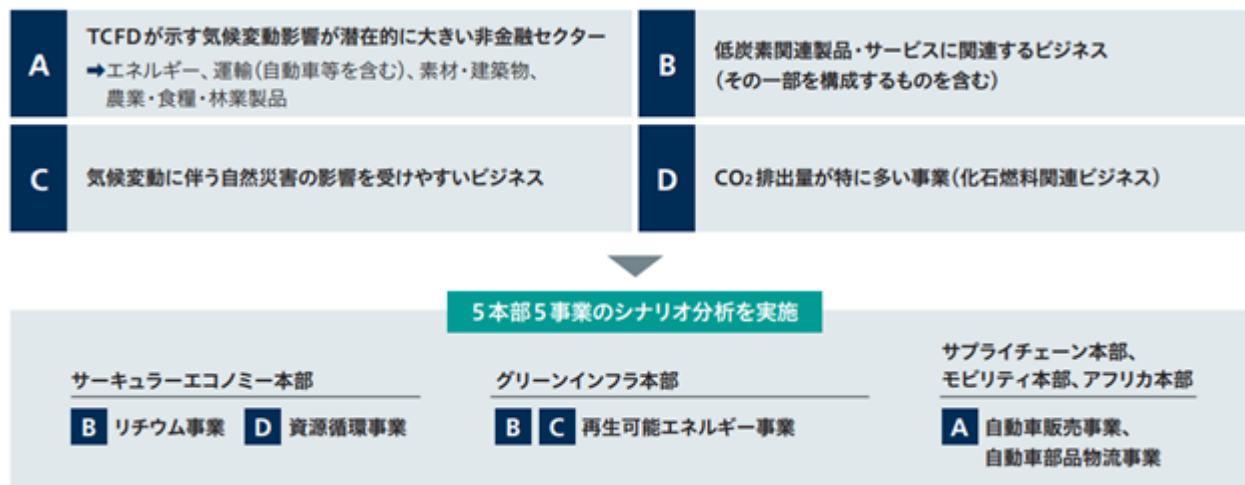 A
TCFDが示す気候変動影響が潜在的に大きい非金融セクター
➡エネルギー、運輸(自動車等を含む)、素材・建築物、
農業・食糧・林業製品
B
低炭素関連製品・サービスに関連するビジネス
(その一部を構成するものを含む)
C
気候変動に伴う自然災害の影響を受けやすいビジネス
D
CO₂排出量が特に多い事業(化石燃料関連ビジネス)
5本部5事業のシナリオ分析を実施
サーキュラーエコノミー本部
B リチウム事業 D 資源循環事業
グリーンインフラ本部
B C 再生可能エネルギー事業
サプライチェーン本部、
モビリティ本部、アフリカ本部
A 自動車販売事業、
自動車部品物流事業